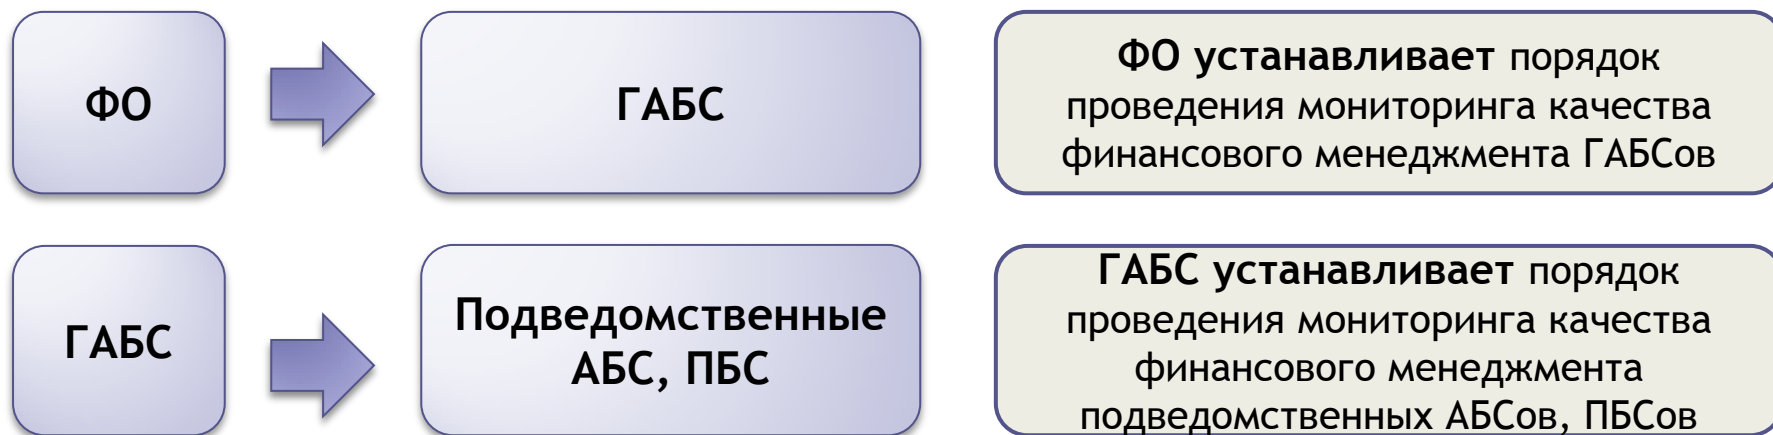 ФО
ГАБС
ФО устанавливает порядок
проведения мониторинга качества
финансового менеджмента ГАБСов
ГАБС
Подведомственные
АБС, ПБС
ГАБС устанавливает порядок
проведения мониторинга качества
финансового менеджмента
подведомственных АБСов, ПБСов